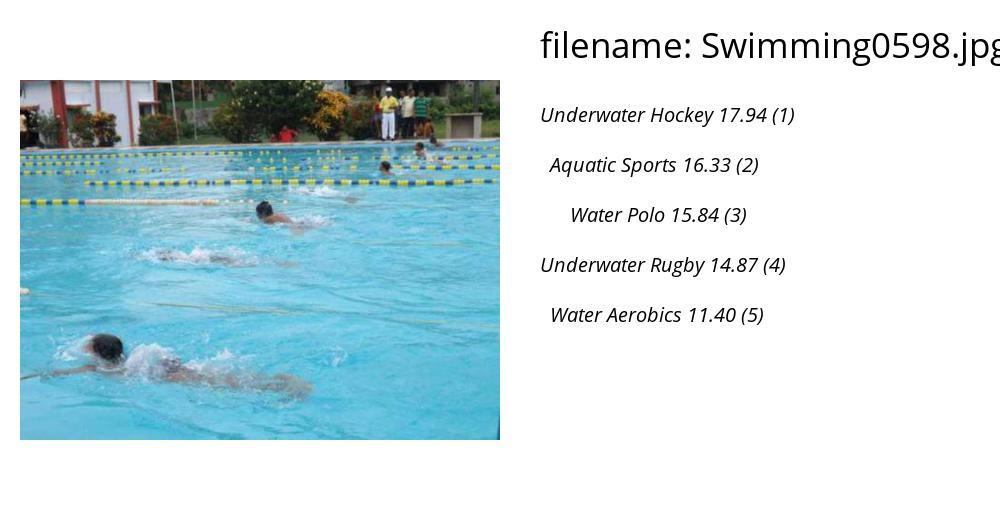 filename: Swimming0598.jpg
Underwater Hockey 17.94 (1)
Aquatic Sports 16.33 (2)
Water Polo 15.84 (3)
Underwater Rugby 14.87 (4)
Water Aerobics 11.40 (5)